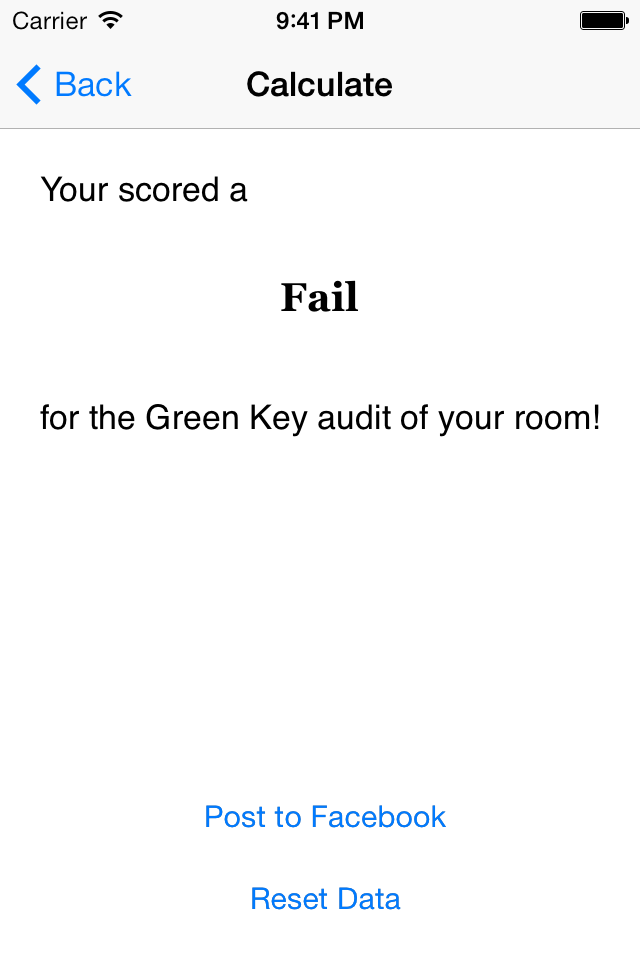 Carrier 9:41 PM
Back Calculate
Your scored a
Fail
for the Green Key audit of your room!
Post to Facebook
Reset Data